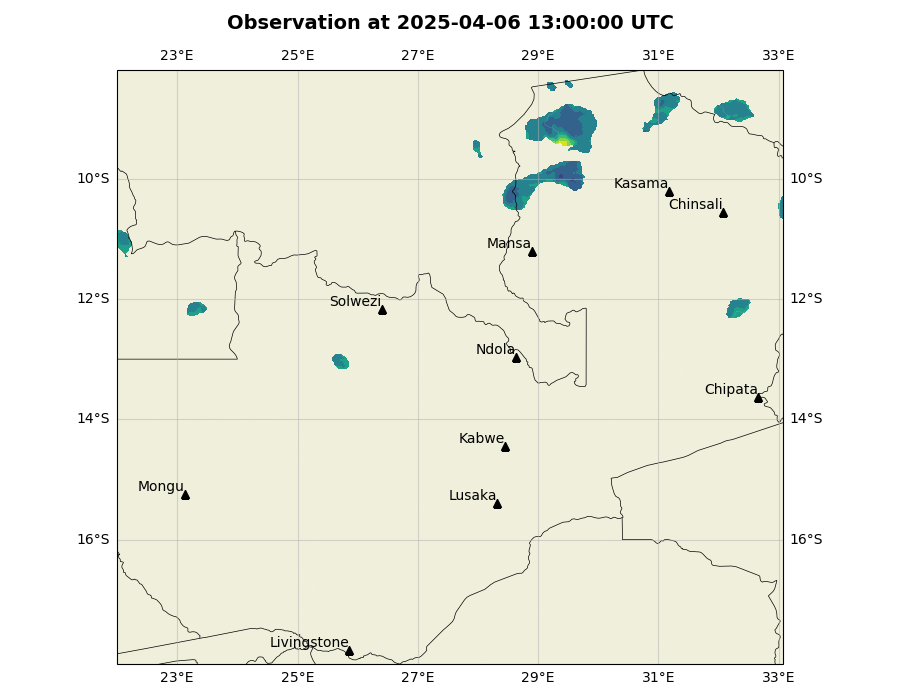 Observation at 2025-04-06 13:00:00 UTC
23°E 25°E 27°E 29°E 31°E 33°E
10°S 10°S
Kasama
Chinsali
Mansa
12°S 12°S
Solwezi
Ndola
Chipata
14°S 14°S
Kabwe
Mongu
Lusaka
16°S 16°S
Livingstone
23°E 25°E 27°E 29°E 31°E 33°E